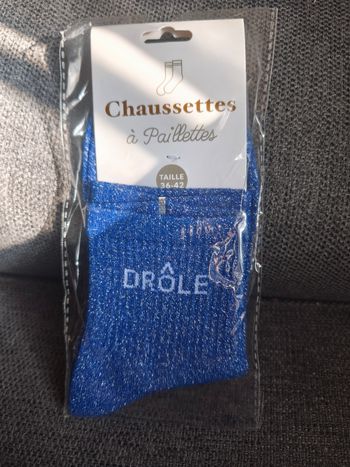 Chaussettes
à Paillettes
TAILLE
36-42
DRÔLE